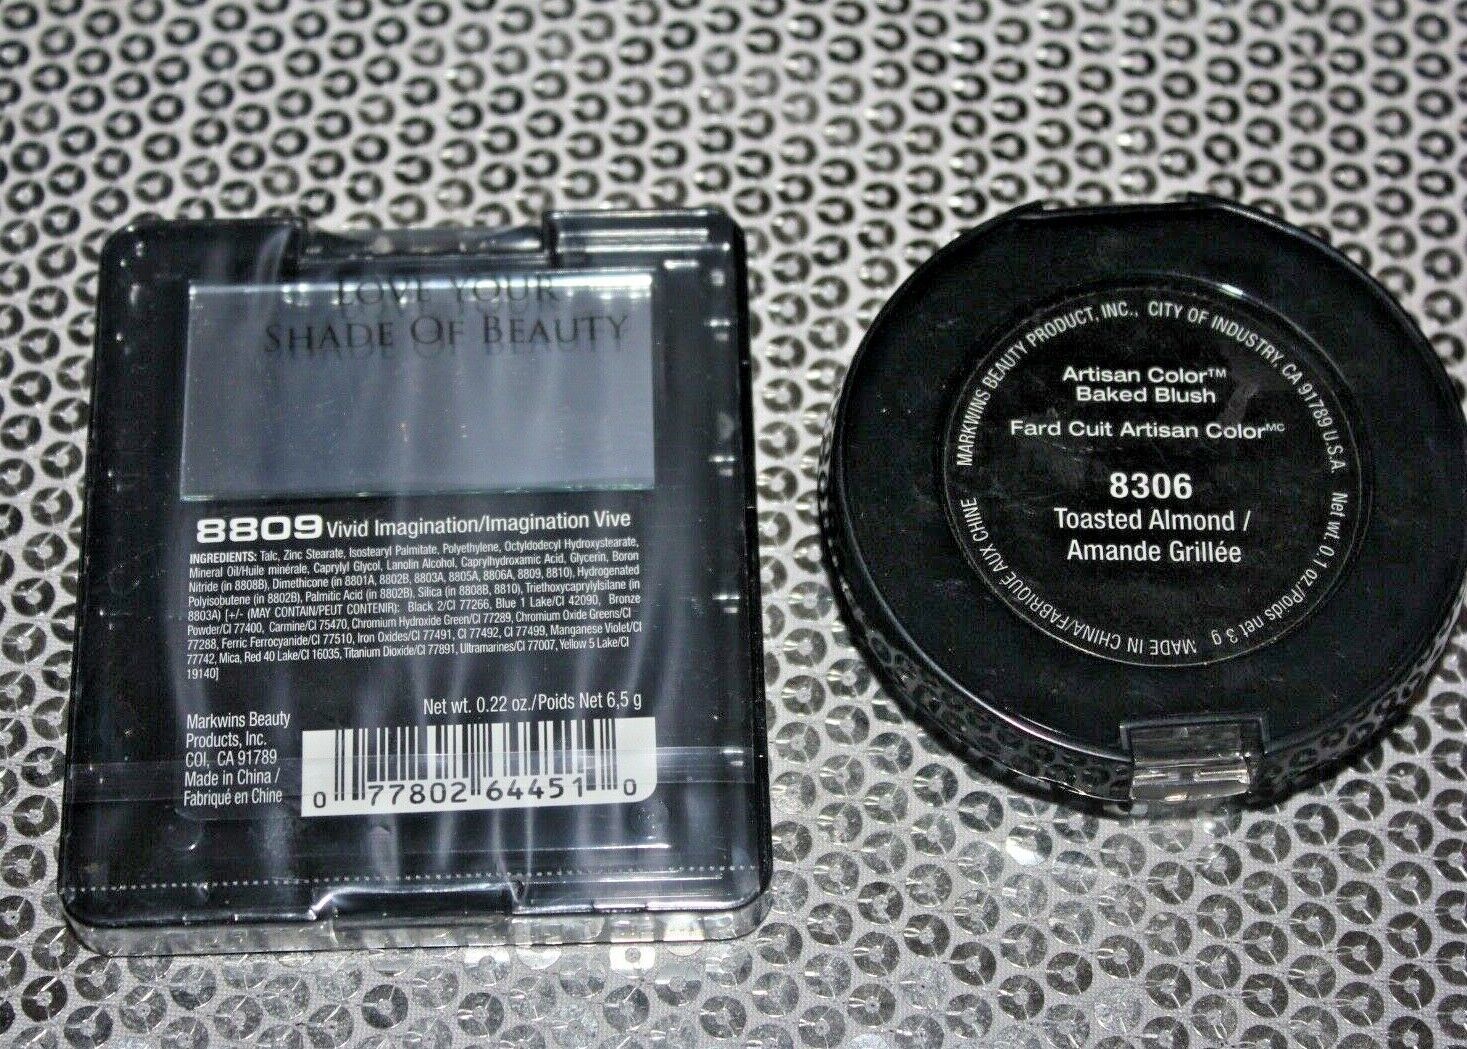 LOVE YOUR
SHADE OF BEAUTY
8809 Vivid Imagination/Imagination Vive
INGREDIENTS: Talc, Zinc Stearate, Isostearyl Palmitate, Polyethylene, Octyldodecyl Hydroxystearate,
Mineral Oil/Huile minérale, Caprylyl Glycol, Lanolin Alcohol, Caprylhydroxamic Acid, Glycerin, Boron
Nitride (in 8808B), Dimethicone (in 8801A, 8802B, 8803A, 8805A, 8806A, 8809, 8810), Hydrogenated
Polyisobutene (in 8802B), Palmitic Acid (in 8802B), Silica (in 8808B, 8810), Triethoxycaprylylsilane (in
8803A) [+/- (MAY CONTAIN/PEUT CONTENIR): Black 2/CI 77266, Blue 1 Lake/CI 42090, Bronze
Powder/CI 77400, Carmine/CI 75470, Chromium Hydroxide Green/CI 77289, Chromium Oxide Greens/CI
77288, Ferric Ferrocyanide/CI 77510, Iron Oxides/CI 77491, CI 77492, CI 77499, Manganese Violet/CI
77742, Mica, Red 40 Lake/CI 16035, Titanium Dioxide/CI 77891, Ultramarines/CI 77007, Yellow 5 Lake/CI
19140]
Net wt. 0.22 oz./Poids Net 6,5 g
Markwins Beauty
Products, Inc.
COI, CA 91789
Made in China /
Fabriqué en Chine
0 77802 64451 0
MARKWINS BEAUTY PRODUCT, INC., CITY OF INDUSTRY, CA 91789 U.S.A
Net wt. 0.1 oz./Poids net 3 g
MADE IN CHINA/FABRIQUE AUX CHINE
Artisan Color™
Baked Blush
Fard Cuit Artisan Color MC
8306
Toasted Almond /
Amande Grillée